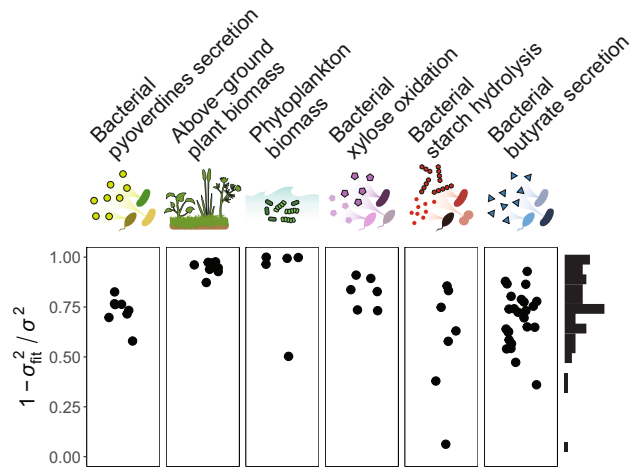 Bacterial
pyoverdines secretion
Above−ground
plant biomass
Phytoplankton
biomass
Bacterial
xylose oxidation
Bacterial
starch hydrolysis
Bacterial
butyrate secretion
1 − σ²fit / σ²
1.00
0.75
0.50
0.25
0.00